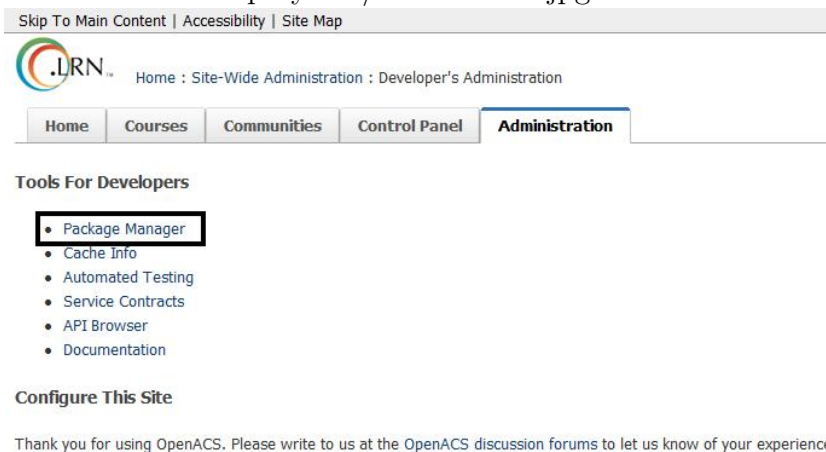 Skip To Main Content | Accessibility | Site Map
.LRN™
Home : Site-Wide Administration : Developer's Administration
Home Courses Communities Control Panel Administration
Tools For Developers
• Package Manager
• Cache Info
• Automated Testing
• Service Contracts
• API Browser
• Documentation
Configure This Site
Thank you for using OpenACS. Please write to us at the OpenACS discussion forums to let us know of your experience